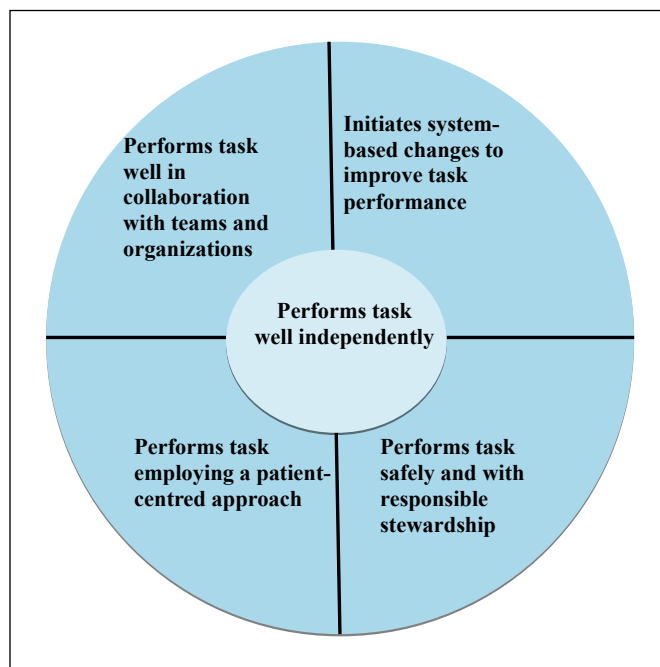 Performs task
well in
collaboration
with teams and
organizations
Initiates system-
based changes to
improve task
performance
Performs task
well independently
Performs task
employing a patient-
centred approach
Performs task
safely and with
responsible
stewardship